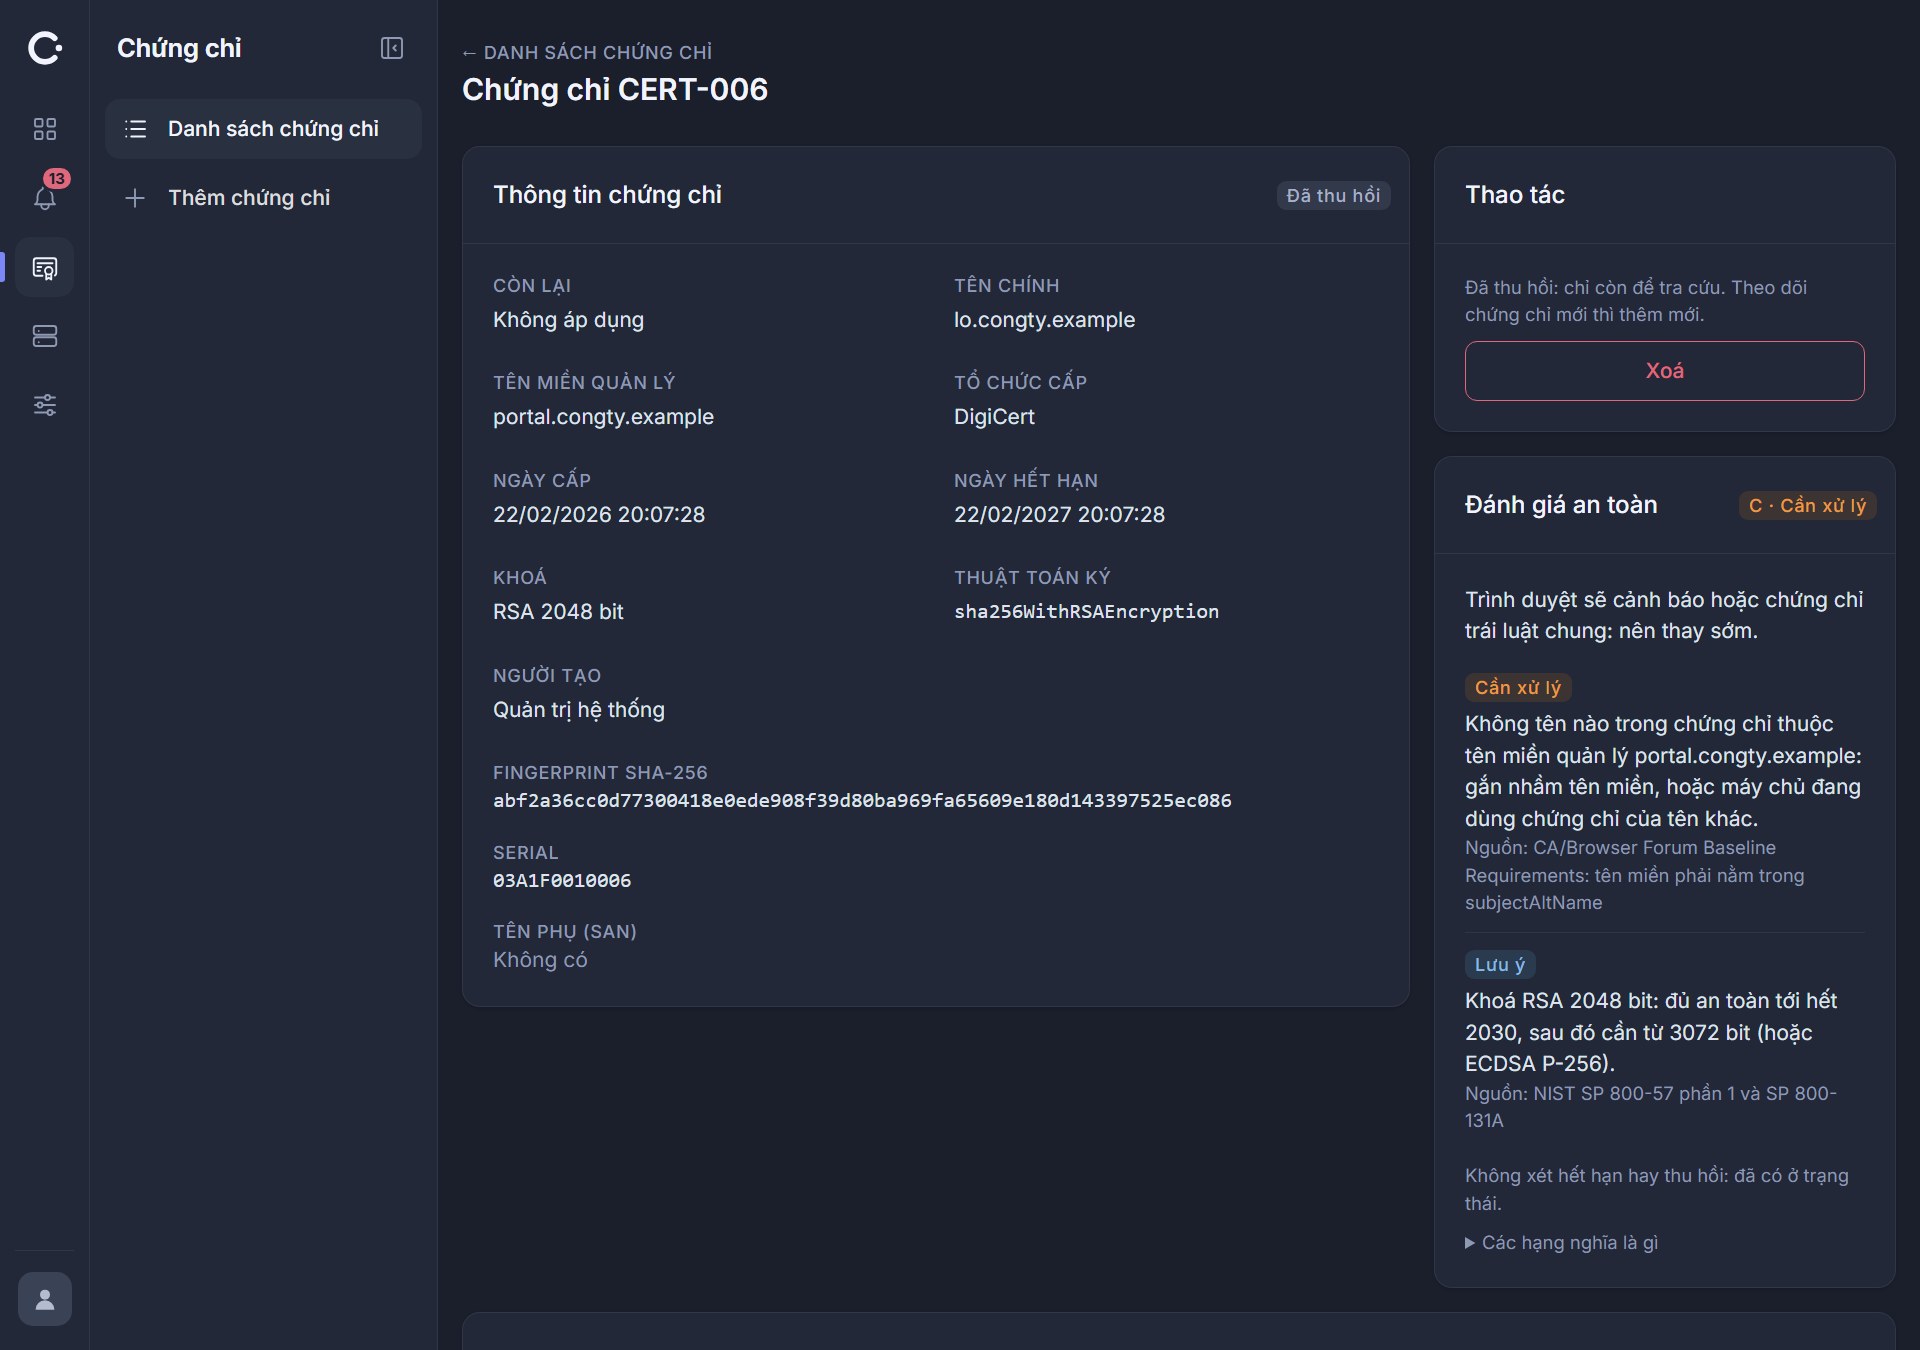 Chứng chỉ
Danh sách chứng chỉ
13
Thêm chứng chỉ
← DANH SÁCH CHỨNG CHỈ
Chứng chỉ CERT-006
Thông tin chứng chỉ
Đã thu hồi
CÒN LẠI
Không áp dụng
TÊN CHÍNH
lo.congty.example
TÊN MIỀN QUẢN LÝ
portal.congty.example
TỔ CHỨC CẤP
DigiCert
NGÀY CẤP
22/02/2026 20:07:28
NGÀY HẾT HẠN
22/02/2027 20:07:28
KHOÁ
RSA 2048 bit
THUẬT TOÁN KÝ
sha256WithRSAEncryption
NGƯỜI TẠO
Quản trị hệ thống
FINGERPRINT SHA-256
abf2a36cc0d77300418e0ede908f39d80ba969fa65609e180d143397525ec086
SERIAL
03A1F0010006
TÊN PHỤ (SAN)
Không có
Thao tác
Đã thu hồi: chỉ còn để tra cứu. Theo dõi
chứng chỉ mới thì thêm mới.
Xoá
Đánh giá an toàn
C · Cần xử lý
Trình duyệt sẽ cảnh báo hoặc chứng chỉ
trái luật chung: nên thay sớm.
Cần xử lý
Không tên nào trong chứng chỉ thuộc
tên miền quản lý portal.congty.example:
gắn nhầm tên miền, hoặc máy chủ đang
dùng chứng chỉ của tên khác.
Nguồn: CA/Browser Forum Baseline
Requirements: tên miền phải nằm trong
subjectAltName
Lưu ý
Khoá RSA 2048 bit: đủ an toàn tới hết
2030, sau đó cần từ 3072 bit (hoặc
ECDSA P-256).
Nguồn: NIST SP 800-57 phần 1 và SP 800-
131A
Không xét hết hạn hay thu hồi: đã có ở trạng
thái.
▶ Các hạng nghĩa là gì